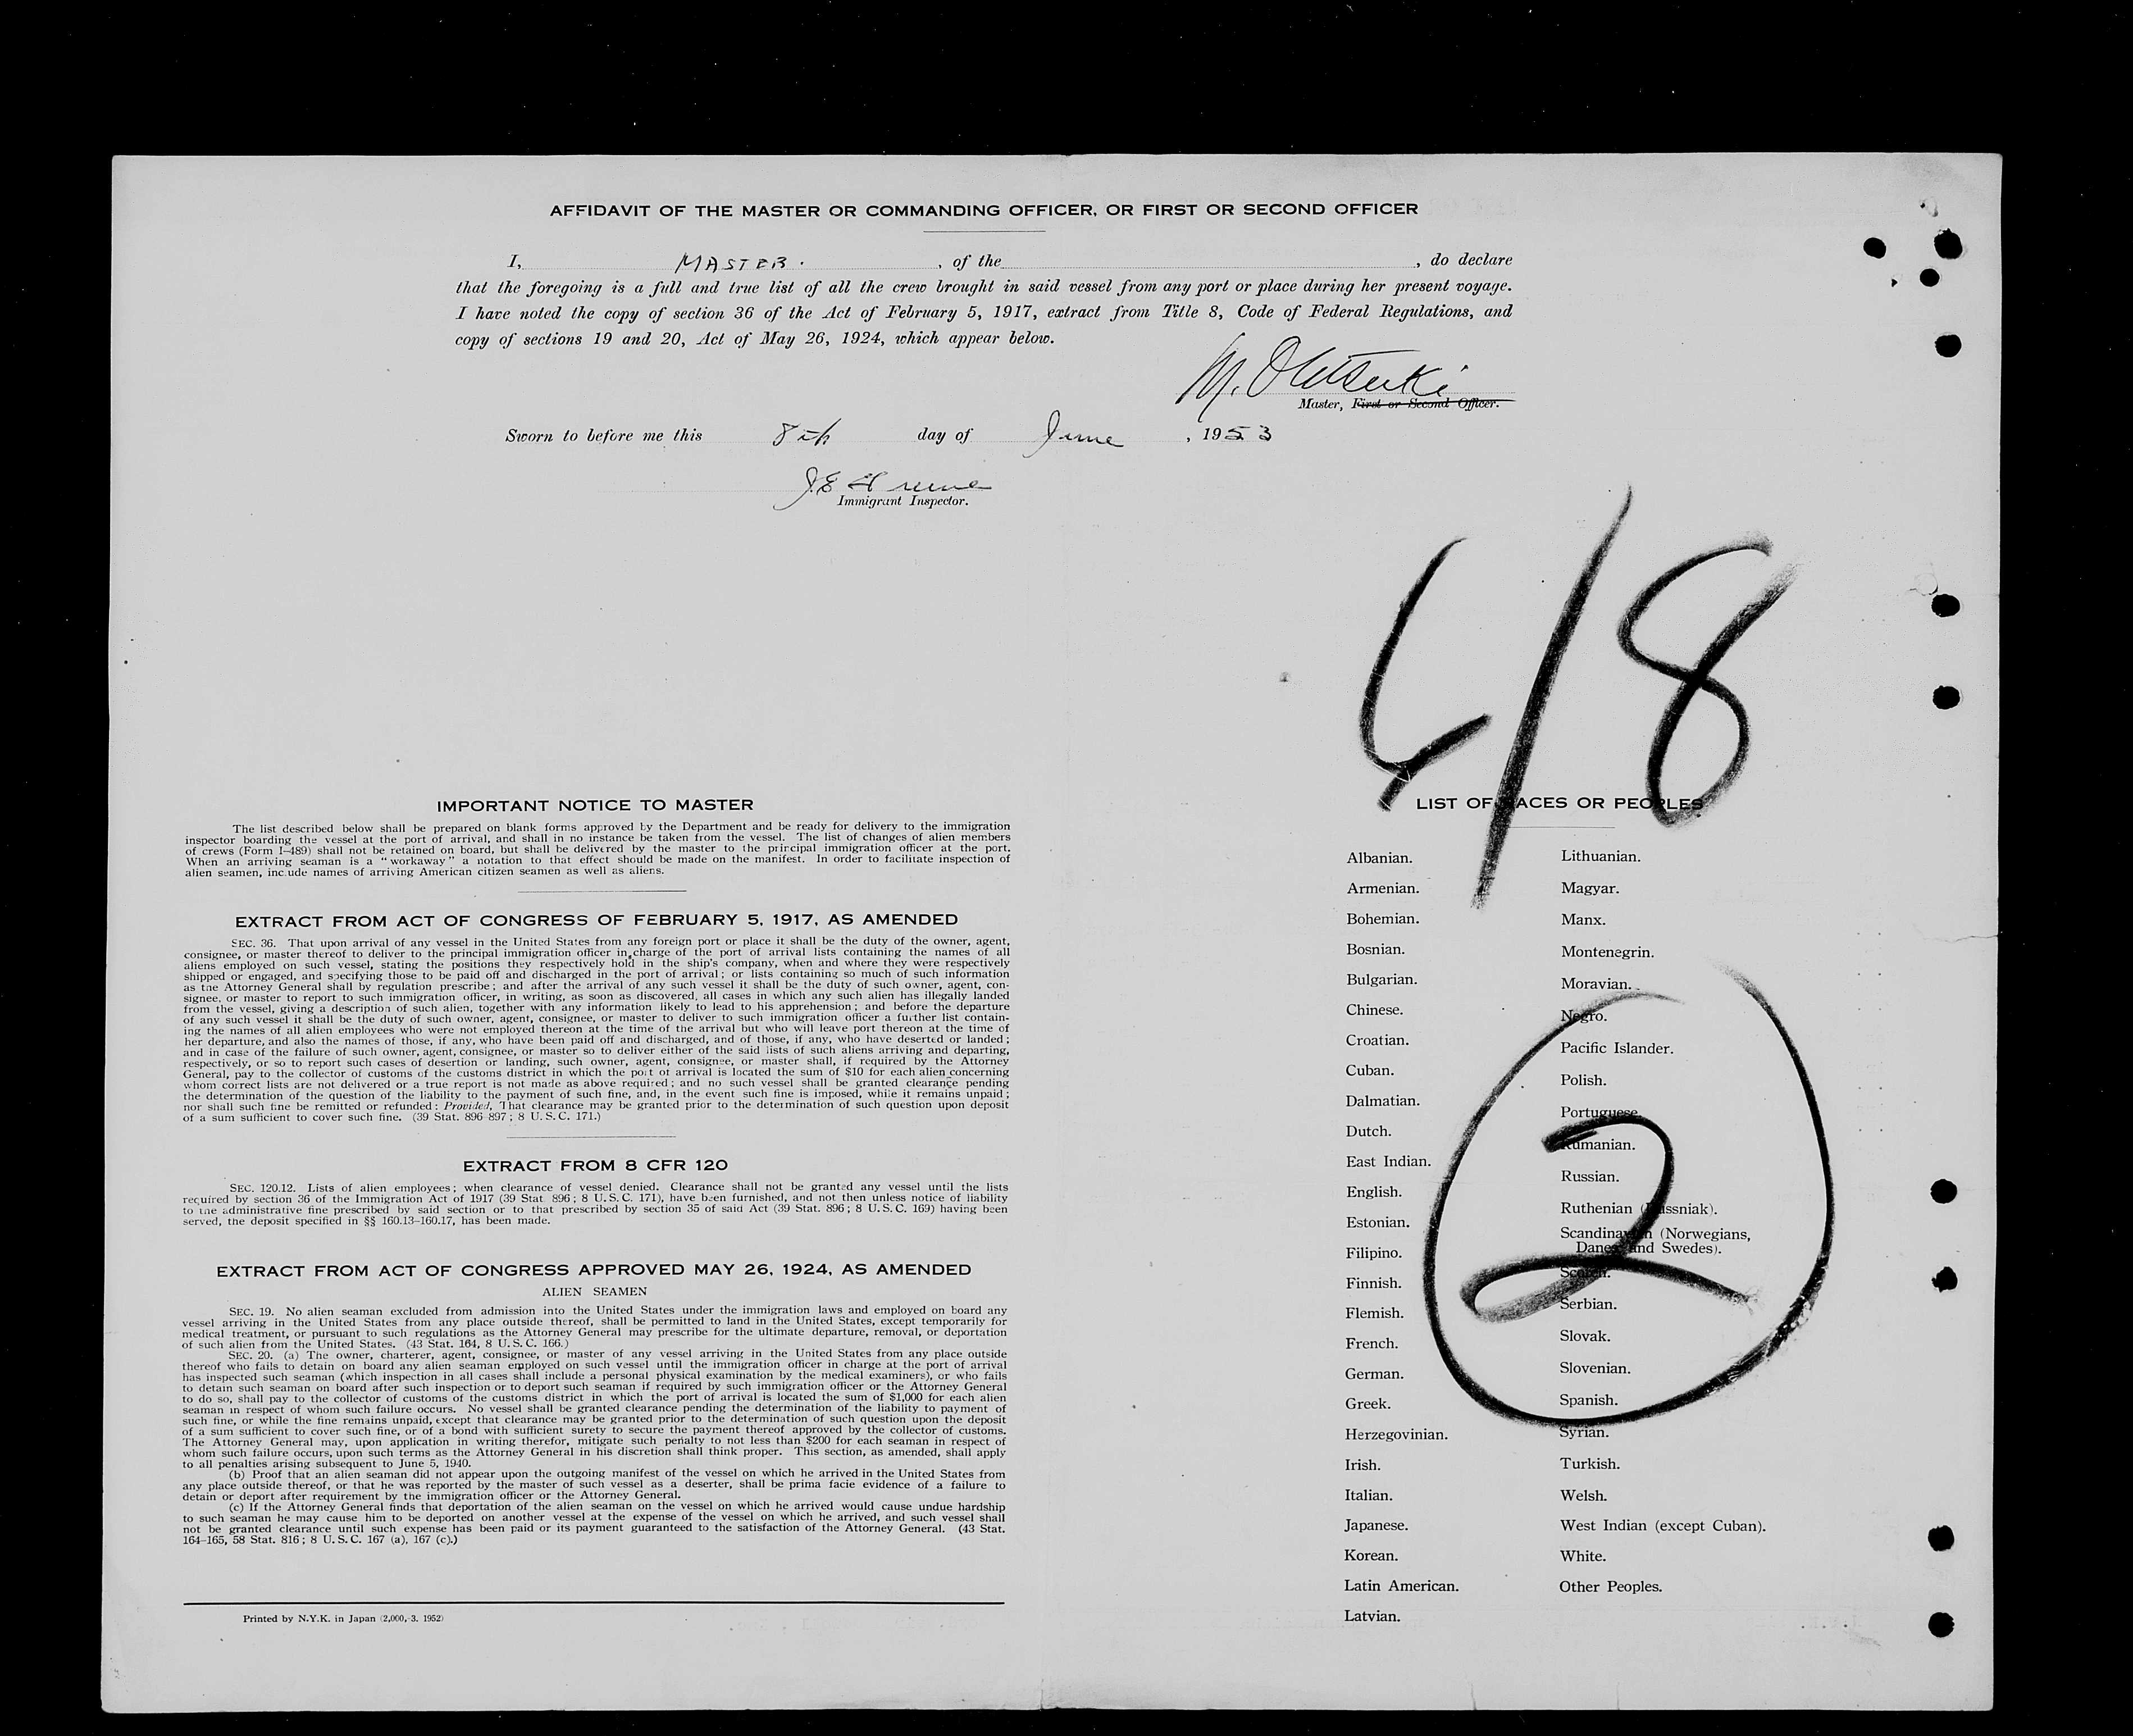 AFFIDAVIT OF THE MASTER OR COMMANDING OFFICER, OR FIRST OR SECOND OFFICER
I, MASTER. , of the , do declare
that the foregoing is a full and true list of all the crew brought in said vessel from any port or place during her present voyage.
I have noted the copy of section 36 of the Act of February 5, 1917, extract from Title 8, Code of Federal Regulations, and
copy of sections 19 and 20, Act of May 26, 1924, which appear below.
M.
Master, First or Second Officer.
Sworn to before me this 8th day of June , 1953
J.E.
Immigrant Inspector.
6/8
IMPORTANT NOTICE TO MASTER
The list described below shall be prepared on blank forms approved by the Department and be ready for delivery to the immigration
inspector boarding the vessel at the port of arrival, and shall in no instance be taken from the vessel. The list of changes of alien members
of crews (Form I-489) shall not be retained on board, but shall be delivered by the master to the principal immigration officer at the port.
When an arriving seaman is a "workaway" a notation to that effect should be made on the manifest. In order to facilitate inspection of
alien seamen, inc.ude names of arriving American citizen seamen as well as aliens.
EXTRACT FROM ACT OF CONGRESS OF FEBRUARY 5, 1917, AS AMENDED
SEC. 36. That upon arrival of any vessel in the United States from any foreign port or place it shall be the duty of the owner, agent,
consignee, or master thereof to deliver to the principal immigration officer in charge of the port of arrival lists containing the names of all
aliens employed on such vessel, stating the positions they respectively hold in the ship's company, when and where they were respectively
shipped or engaged, and specifying those to be paid off and discharged in the port of arrival; or lists containing so much of such information
as the Attorney General shall by regulation prescribe; and after the arrival of any such vessel it shall be the duty of such owner, agent, con-
signee, or master to report to such immigration officer, in writing, as soon as discovered, all cases in which any such alien has illegally landed
from the vessel, giving a description of such alien, together with any information likely to lead to his apprehension; and before the departure
of any such vessel it shall be the duty of such owner, agent, consignee, or master to deliver to such immigration officer a further list contain-
ing the names of all alien employees who were not employed thereon at the time of the arrival but who will leave port thereon at the time of
her departure, and also the names of those, if any, who have been paid off and discharged, and of those, if any, who have deserted or landed;
and in case of the failure of such owner, agent, consignee, or master so to deliver either of the said lists of such aliens arriving and departing,
respectively, or so to report such cases of desertion or landing, such owner, agent, consignee, or master shall, if required by the Attorney
General, pay to the collector of customs of the customs district in which the port of arrival is located the sum of $10 for each alien concerning
whom correct lists are not delivered or a true report is not made as above required; and no such vessel shall be granted clearance pending
the determination of the question of the liability to the payment of such fine, and, in the event such fine is imposed, while it remains unpaid;
nor shall such fine be remitted or refunded: Provided, That clearance may be granted prior to the determination of such question upon deposit
of a sum sufficient to cover such fine. (39 Stat. 896-897; 8 U.S.C. 171.)
EXTRACT FROM 8 CFR 120
SEC. 120.12. Lists of alien employees; when clearance of vessel denied. Clearance shall not be granted any vessel until the lists
required by section 36 of the Immigration Act of 1917 (39 Stat 896; 8 U.S.C. 171), have been furnished, and not then unless notice of liability
to the administrative fine prescribed by said section or to that prescribed by section 35 of said Act (39 Stat. 896; 8 U.S.C. 169) having been
served, the deposit specified in §§ 160.13-160.17, has been made.
EXTRACT FROM ACT OF CONGRESS APPROVED MAY 26, 1924, AS AMENDED
ALIEN SEAMEN
SEC. 19. No alien seaman excluded from admission into the United States under the immigration laws and employed on board any
vessel arriving in the United States from any place outside thereof, shall be permitted to land in the United States, except temporarily for
medical treatment, or pursuant to such regulations as the Attorney General may prescribe for the ultimate departure, removal, or deportation
of such alien from the United States. (43 Stat. 164, 8 U.S.C. 166.)
SEC. 20. (a) The owner, charterer, agent, consignee, or master of any vessel arriving in the United States from any place outside
thereof who fails to detain on board any alien seaman employed on such vessel until the immigration officer in charge at the port of arrival
has inspected such seaman (which inspection in all cases shall include a personal physical examination by the medical examiners), or who fails
to detain such seaman on board after such inspection or to deport such seaman if required by such immigration officer or the Attorney General
to do so, shall pay to the collector of customs of the customs district in which the port of arrival is located the sum of $1,000 for each alien
seaman in respect of whom such failure occurs. No vessel shall be granted clearance pending the determination of the liability to payment of
such fine, or while the fine remains unpaid, except that clearance may be granted prior to the determination of such question upon the deposit
of a sum sufficient to cover such fine, or of a bond with sufficient surety to secure the payment thereof approved by the collector of customs.
The Attorney General may, upon application in writing therefor, mitigate such penalty to not less than $200 for each seaman in respect of
whom such failure occurs, upon such terms as the Attorney General in his discretion shall think proper. This section, as amended, shall apply
to all penalties arising subsequent to June 5, 1940.
(b) Proof that an alien seaman did not appear upon the outgoing manifest of the vessel on which he arrived in the United States from
any place outside thereof, or that he was reported by the master of such vessel as a deserter, shall be prima facie evidence of a failure to
detain or deport after requirement by the immigration officer or the Attorney General.
(c) If the Attorney General finds that deportation of the alien seaman on the vessel on which he arrived would cause undue hardship
to such seaman he may cause him to be deported on another vessel at the expense of the vessel on which he arrived, and such vessel shall
not be granted clearance until such expense has been paid or its payment guaranteed to the satisfaction of the Attorney General. (43 Stat.
164-165, 58 Stat. 816; 8 U.S.C. 167 (a), 167 (c).)
Printed by N.Y.K. in Japan (2,000,-3. 1952)
LIST OF RACES OR PEOPLES
Albanian.
Armenian.
Bohemian.
Bosnian.
Bulgarian.
Chinese.
Croatian.
Cuban.
Dalmatian.
Dutch.
East Indian.
English.
Estonian.
Filipino.
Finnish.
Flemish.
French.
German.
Greek.
Herzegovinian.
Irish.
Italian.
Japanese.
Korean.
Latin American.
Latvian.
Lithuanian.
Magyar.
Manx.
Montenegrin.
Moravian.
Negro.
Pacific Islander.
Polish.
Portuguese.
Rumanian.
Russian.
Ruthenian (Russniak).
Scandinavian (Norwegians,
Danes and Swedes).
Scotch.
Serbian.
Slovak.
Slovenian.
Spanish.
Syrian.
Turkish.
Welsh.
West Indian (except Cuban).
White.
Other Peoples.
2